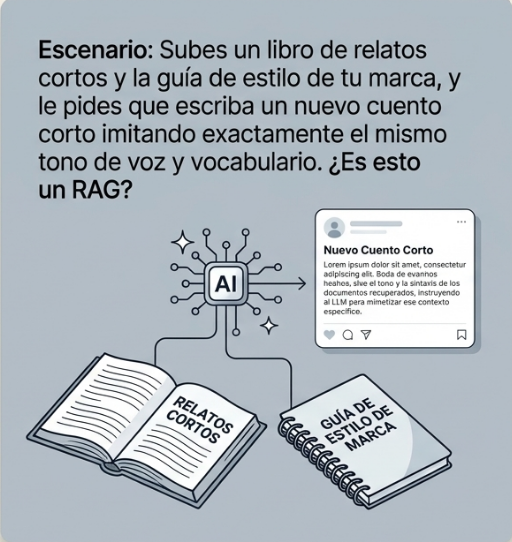 Escenario: Subes un libro de relatos
cortos y la guía de estilo de tu marca, y
le pides que escriba un nuevo cuento
corto imitando exactamente el mismo
tono de voz y vocabulario. ¿Es esto
un RAG?
AI
Nuevo Cuento Corto
Lorem ipsum dolor sit amet, consectetur
adipiscing elit. Boda de evannos
heahos, slve el tono y la sintaxis de los
documentos recuperados, instruyendo
al LLM pera mimetizar ese contexto
específico.
RELATOS
CORTOS
GUÍA DE
ESTILO DE
MARCA